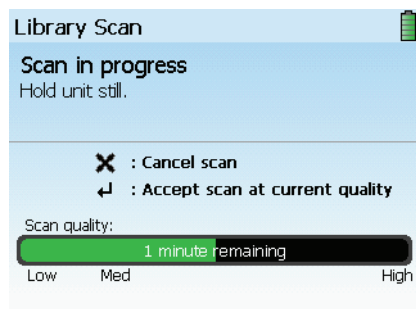 Library Scan
Scan in progress
Hold unit still.
: Cancel scan
: Accept scan at current quality
Scan quality:
1 minute remaining
Low Med High